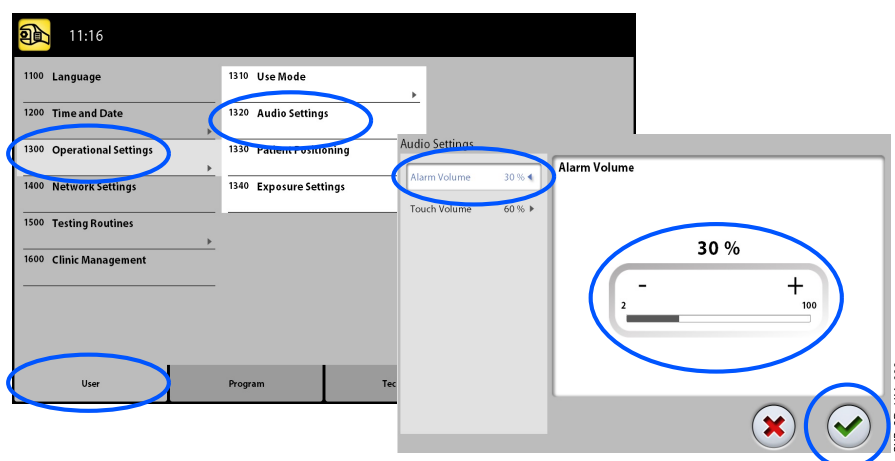 11:16
1100 Language
1200 Time and Date
1300 Operational Settings
1400 Network Settings
1500 Testing Routines
1600 Clinic Management
1310 Use Mode
1320 Audio Settings
1330 Patient Positioning
1340 Exposure Settings
User
Program
Tec
Audio Settings
Alarm Volume 30 %
Touch Volume 60 %
Alarm Volume
30 %
- +
2 100